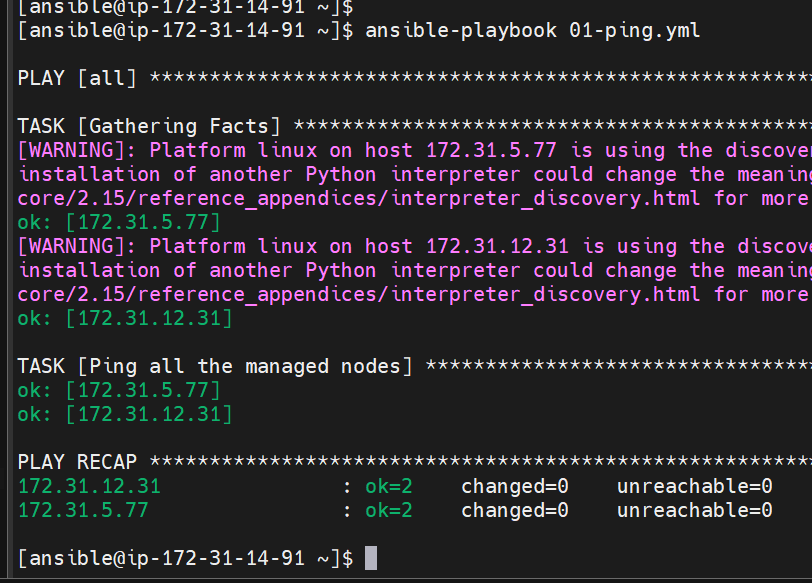 [ansible@ip-172-31-14-91 ~]$
[ansible@ip-172-31-14-91 ~]$ ansible-playbook 01-ping.yml
PLAY [all] *******************************************************
TASK [Gathering Facts] *******************************************
[WARNING]: Platform linux on host 172.31.5.77 is using the discove
installation of another Python interpreter could change the meaning
core/2.15/reference_appendices/interpreter_discovery.html for more
ok: [172.31.5.77]
[WARNING]: Platform linux on host 172.31.12.31 is using the discove
installation of another Python interpreter could change the meaning
core/2.15/reference_appendices/interpreter_discovery.html for more
ok: [172.31.12.31]
TASK [Ping all the managed nodes] ********************************
ok: [172.31.5.77]
ok: [172.31.12.31]
PLAY RECAP *******************************************************
172.31.12.31 : ok=2 changed=0 unreachable=0
172.31.5.77 : ok=2 changed=0 unreachable=0
[ansible@ip-172-31-14-91 ~]$